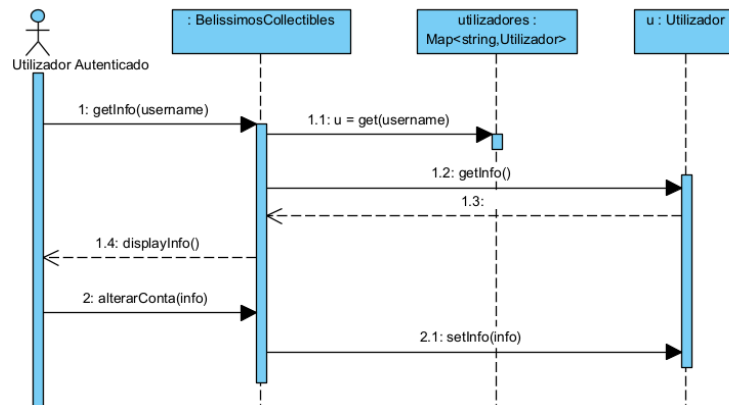 : BelissimosCollectibles
utilizadores :
Map<string,Utilizador>
u : Utilizador
Utilizador Autenticado
1: getInfo(username)
1.1: u = get(username)
1.2: getInfo()
1.3:
1.4: displayInfo()
2: alterarConta(info)
2.1: setInfo(info)